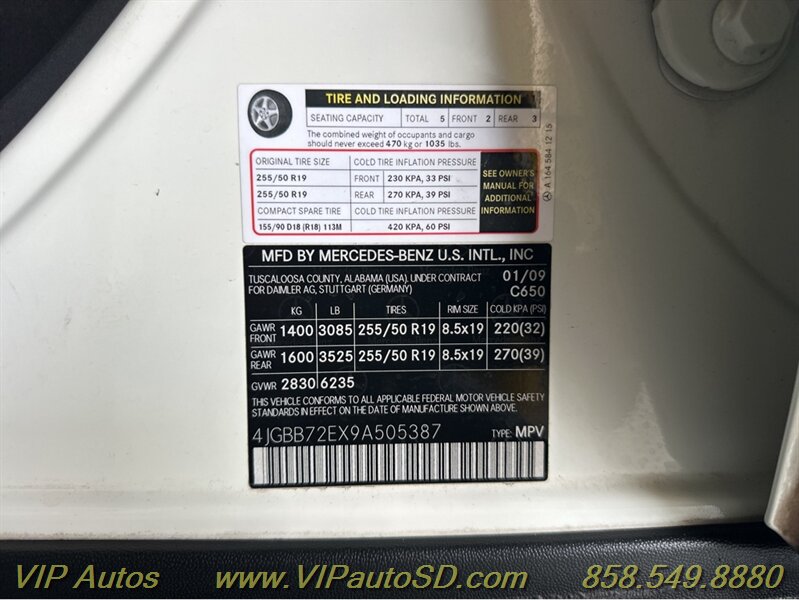 TIRE AND LOADING INFORMATION
SEATING CAPACITY TOTAL 5 FRONT 2 REAR 3
The combined weight of occupants and cargo
should never exceed 470 kg or 1035 lbs.
ORIGINAL TIRE SIZE COLD TIRE INFLATION PRESSURE
255/50 R19 FRONT 230 KPA, 33 PSI
255/50 R19 REAR 270 KPA, 39 PSI
COMPACT SPARE TIRE COLD TIRE INFLATION PRESSURE
155/90 D18 (R18) 113M 420 KPA, 60 PSI
SEE OWNER'S
MANUAL FOR
ADDITIONAL
INFORMATION
A 164 584 12 15
MFD BY MERCEDES-BENZ U.S. INTL., INC
TUSCALOOSA COUNTY, ALABAMA (USA), UNDER CONTRACT 01/09
FOR DAIMLER AG, STUTTGART (GERMANY) C650
KG LB TIRES RIM SIZE COLD KPA (PSI)
GAWR FRONT 1400 3085 255/50 R19 8.5x19 220(32)
GAWR REAR 1600 3525 255/50 R19 8.5x19 270(39)
GVWR 2830 6235
THIS VEHICLE CONFORMS TO ALL APPLICABLE FEDERAL MOTOR VEHICLE SAFETY
STANDARDS IN EFFECT ON THE DATE OF MANUFACTURE SHOWN ABOVE.
4JGBB72EX9A505387 TYPE: MPV
VIP Autos www.VIPautoSD.com 858.549.8880